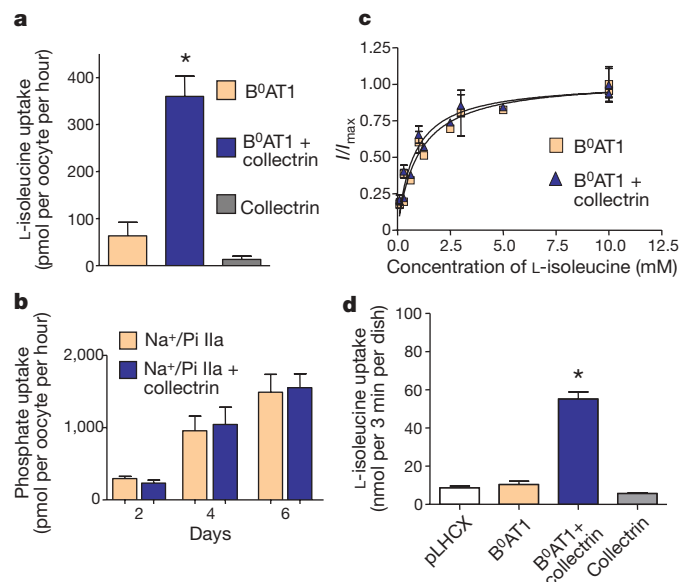 a
L-isoleucine uptake
(pmol per oocyte per hour)
400
300
200
100
0
*
B⁰AT1
B⁰AT1 +
collectrin
Collectrin
b
Phosphate uptake
(pmol per oocyte per hour)
2,000
1,000
0
Na⁺/Pi IIa
Na⁺/Pi IIa +
collectrin
2 4 6
Days
c
I/Imax
1.25
1.00
0.75
0.50
0.25
0
B⁰AT1
B⁰AT1 +
collectrin
0.0 2.5 5.0 7.5 10.0 12.5
Concentration of L-isoleucine (mM)
d
L-isoleucine uptake
(nmol per 3 min per dish)
100
80
60
40
20
0
*
pLHCX
B⁰AT1
B⁰AT1+
collectrin
Collectrin